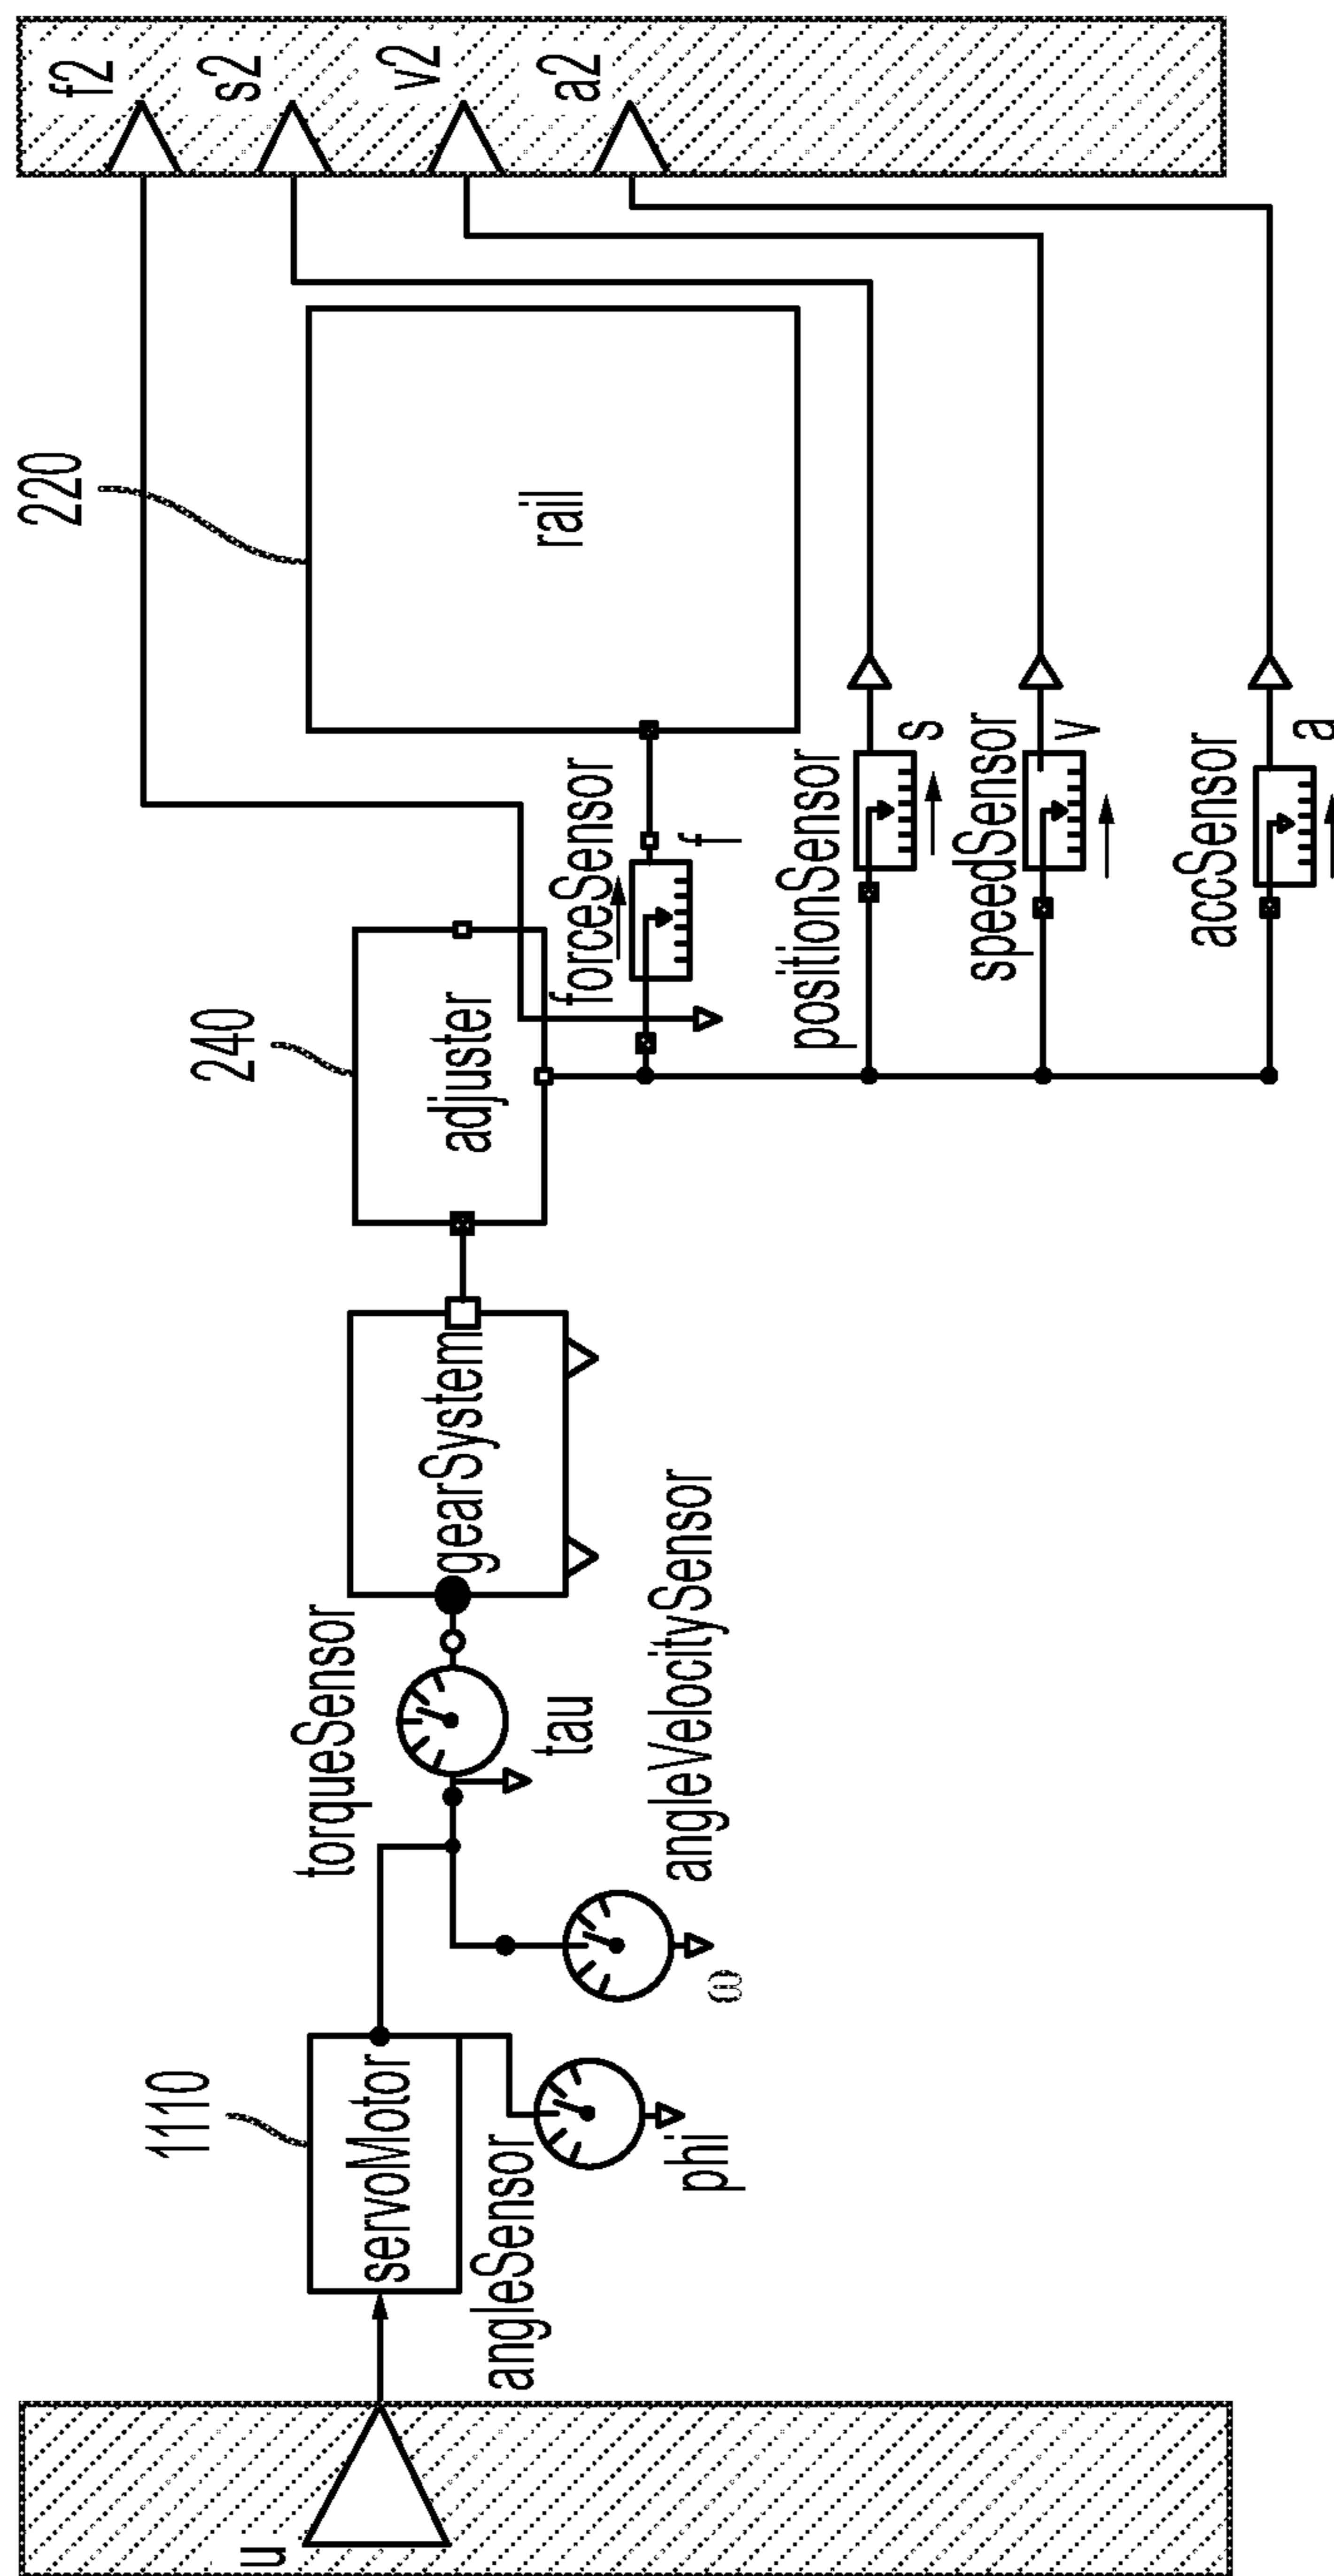 u
1110
servoMotor
angleSensor
phi
ω
angleVelocitySensor
torqueSensor
tau
gearSystem
240
adjuster
forceSensor
f
220
rail
positionSensor
s
speedSensor
v
accSensor
a
f2
s2
v2
a2